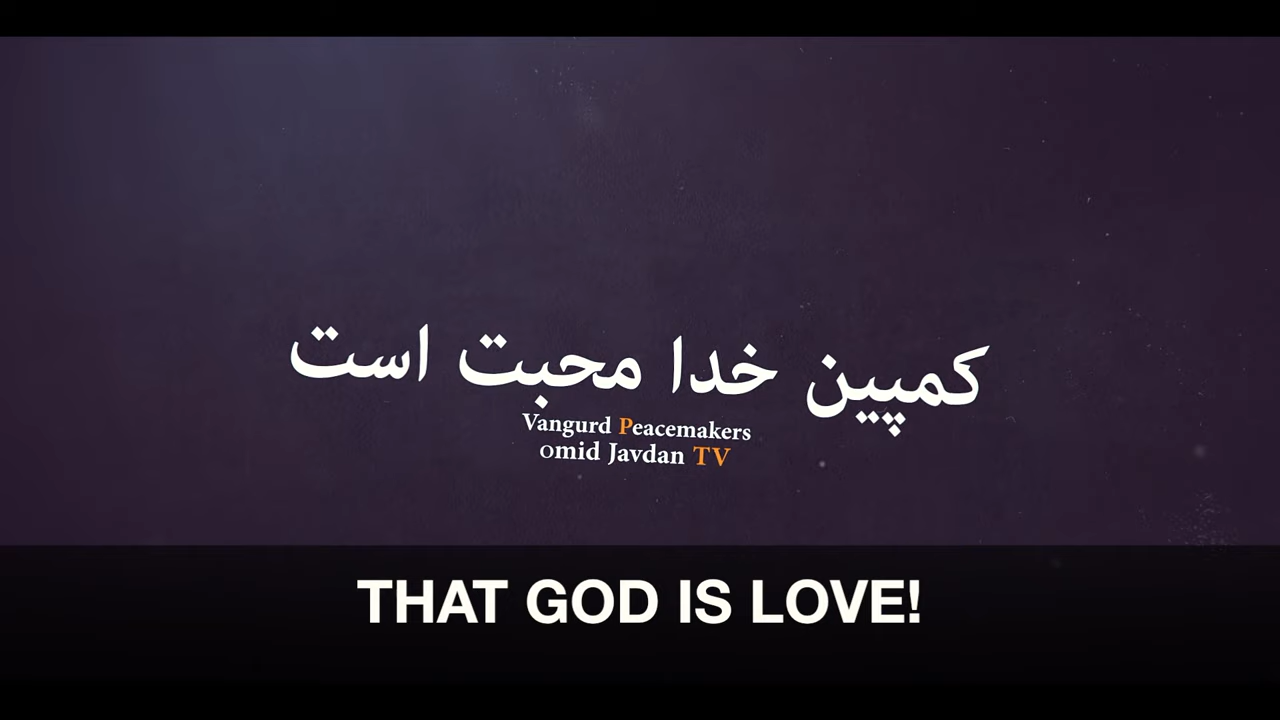 کمپین خدا محبت است
Vangurd Peacemakers
omid Javdan TV
THAT GOD IS LOVE!